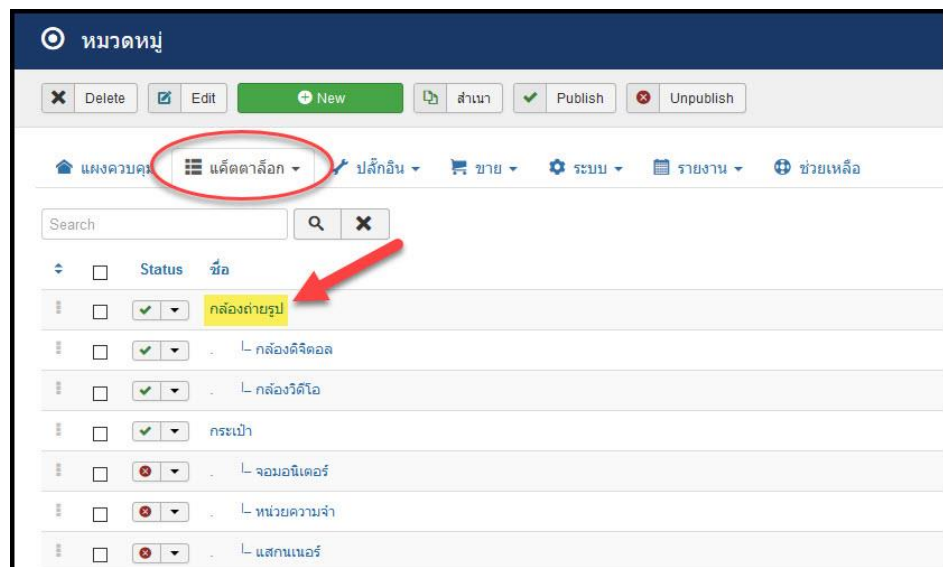 หมวดหมู่
Delete Edit New สำเนา Publish Unpublish
แผงควบคุม แค็ตตาล็อก ปลั๊กอิน ขาย ระบบ รายงาน ช่วยเหลือ
Search
Status ชื่อ
กล้องถ่ายรูป
. กล้องดิจิตอล
. กล้องวิดีโอ
กระเป๋า
. จอมอนิเตอร์
. หน่วยความจำ
. แสกนเนอร์